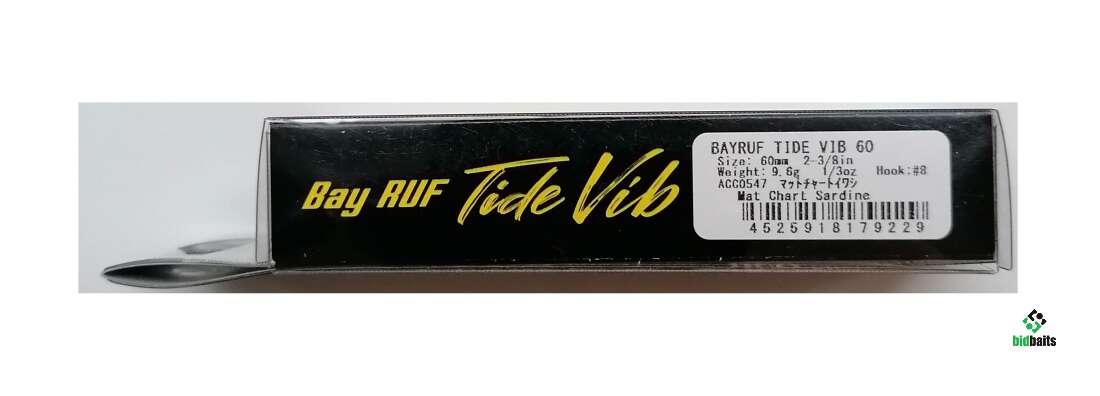 Bay RUF Tide Vib
BAYRUF TIDE VIB 60
Size: 60mm 2-3/8in
Weight: 9.6g 1/3oz Hook:#8
ACC0547 マットチャートイワシ
Mat Chart Sardine
4525918179229
bidbaits